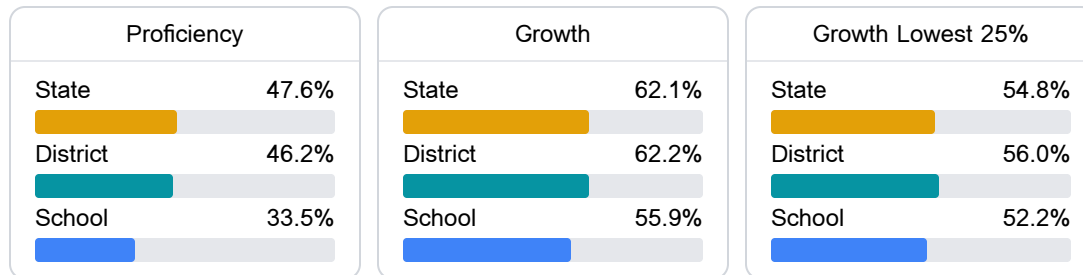 Proficiency
State 47.6%
District 46.2%
School 33.5%
Growth
State 62.1%
District 62.2%
School 55.9%
Growth Lowest 25%
State 54.8%
District 56.0%
School 52.2%